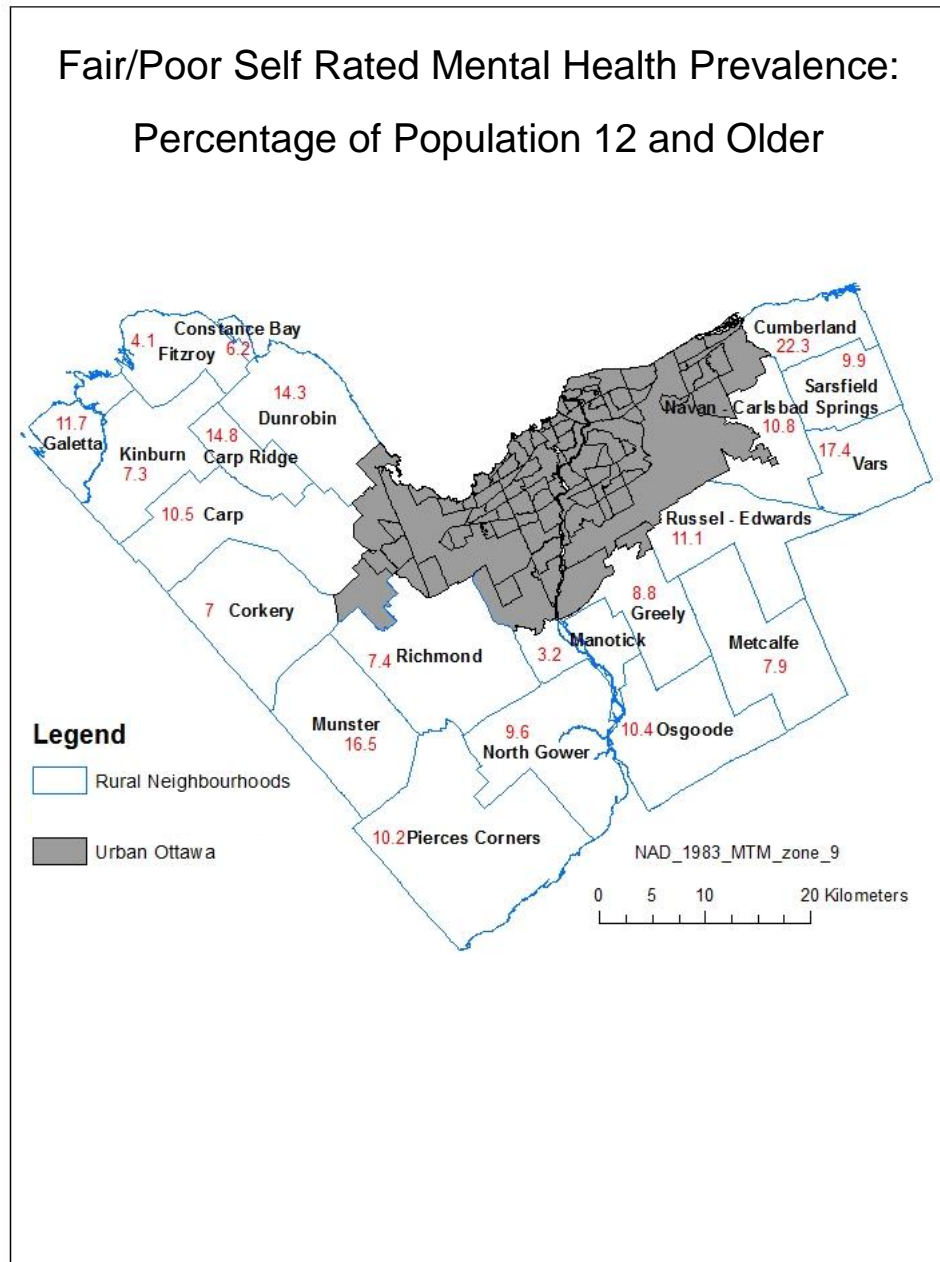 Fair/Poor Self Rated Mental Health Prevalence:
Percentage of Population 12 and Older
Constance Bay
4.1
6.2
Fitzroy
14.3
Dunrobin
11.7
Galetta
Kinburn
7.3
14.8
Carp Ridge
10.5 Carp
7 Corkery
7.4 Richmond
Munster
16.5
3.2
Manotick
9.6
North Gower
10.2 Pierces Corners
Cumberland
22.3
9.9
Sarsfield
Navan - Carlsbad Springs
10.8
17.4
Vars
Russel - Edwards
11.1
8.8
Greely
Metcalfe
7.9
10.4 Osgoode
Legend
Rural Neighbourhoods
Urban Ottawa
NAD_1983_MTM_zone_9
0 5 10 20 Kilometers